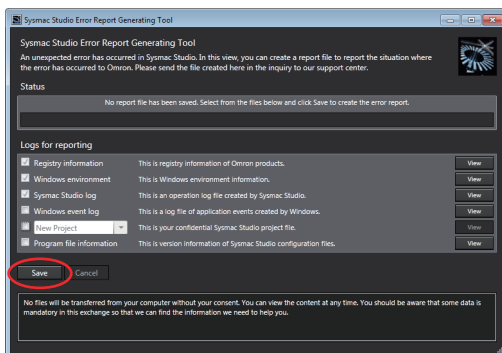 Sysmac Studio Error Report Generating Tool
Sysmac Studio Error Report Generating Tool
An unexpected error has occurred in Sysmac Studio. In this view, you can create a report file to report the situation where
the error has occurred to Omron. Please send the file created here in the inquiry to our support center.
Status
No report file has been saved. Select from the files below and click Save to create the error report.
Logs for reporting
Registry information This is registry information of Omron products. View
Windows environment This is Windows environment information. View
Sysmac Studio log This is an operation log file created by Sysmac Studio. View
Windows event log This is a log file of application events created by Windows. View
New Project This is your confidential Sysmac Studio project file. View
Program file information This is version information of Sysmac Studio configuration files. View
Save Cancel
No files will be transferred from your computer without your consent. You can view the content at any time. You should be aware that some data is
mandatory in this exchange so that we can find the information we need to help you.